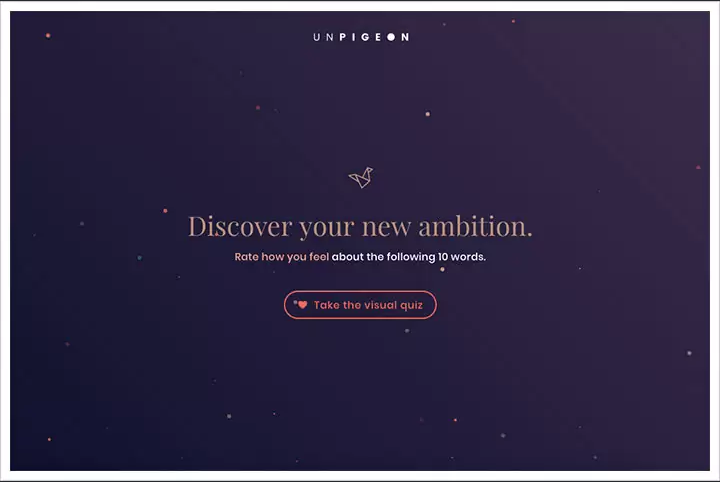 UNPIGEON
Discover your new ambition.
Rate how you feel about the following 10 words.
Take the visual quiz